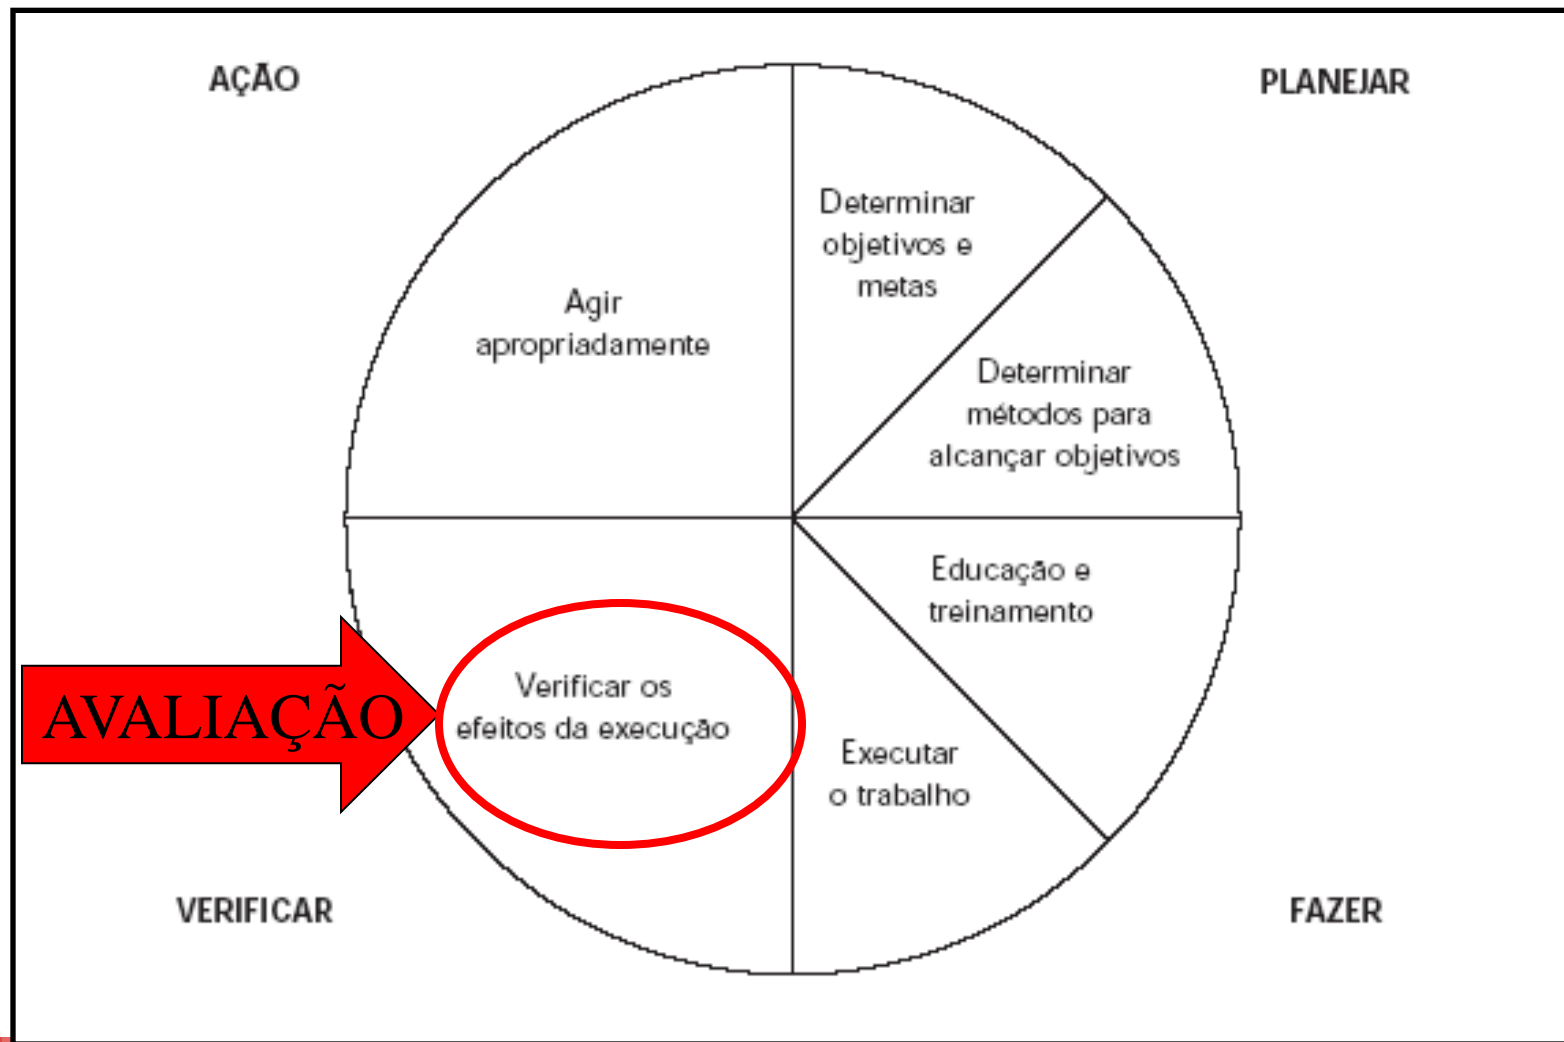 AÇÃO
PLANEJAR
Determinar
objetivos e
metas
Agir
apropriadamente
Determinar
métodos para
alcançar objetivos
Educação e
treinamento
AVALIAÇÃO
Verificar os
efeitos da execução
Executar
o trabalho
VERIFICAR
FAZER